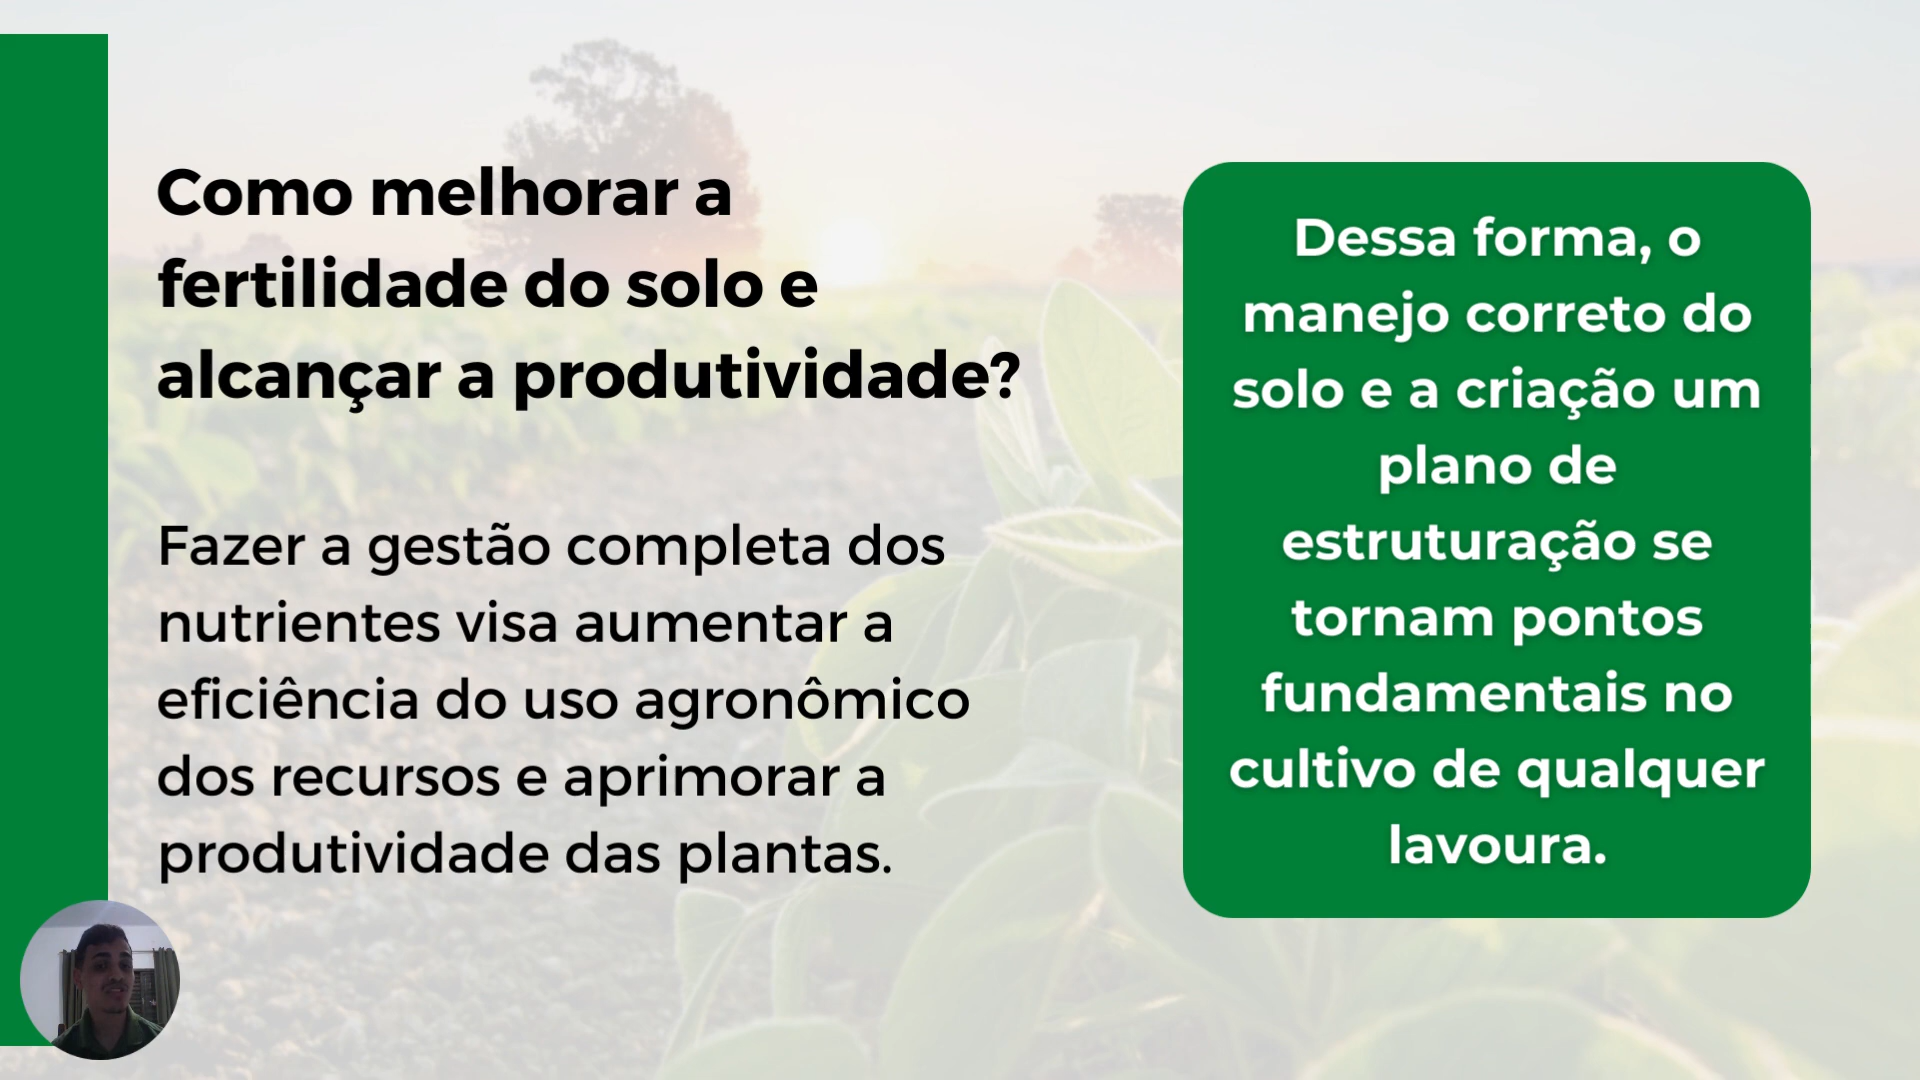 Como melhorar a
fertilidade do solo e
alcançar a produtividade?
Fazer a gestão completa dos
nutrientes visa aumentar a
eficiência do uso agronômico
dos recursos e aprimorar a
produtividade das plantas.
Dessa forma, o
manejo correto do
solo e a criação um
plano de
estruturação se
tornam pontos
fundamentais no
cultivo de qualquer
lavoura.